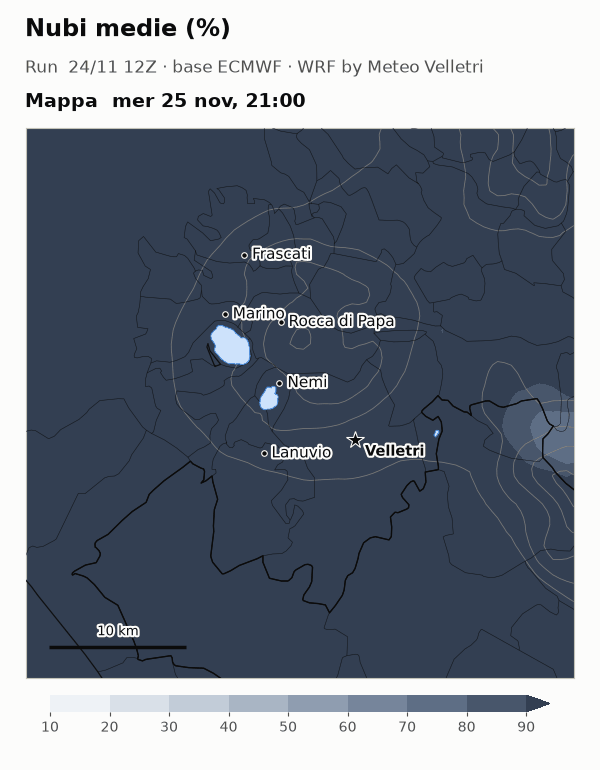 Nubi medie (%)
Run  24/11 12Z · base ECMWF · WRF by Meteo Velletri
Mappa  mer 25 nov, 21:00
Frascati
Marino
Rocca di Papa
Nemi
Velletri
Lanuvio
10 km
10 20 30 40 50 60 70 80 90